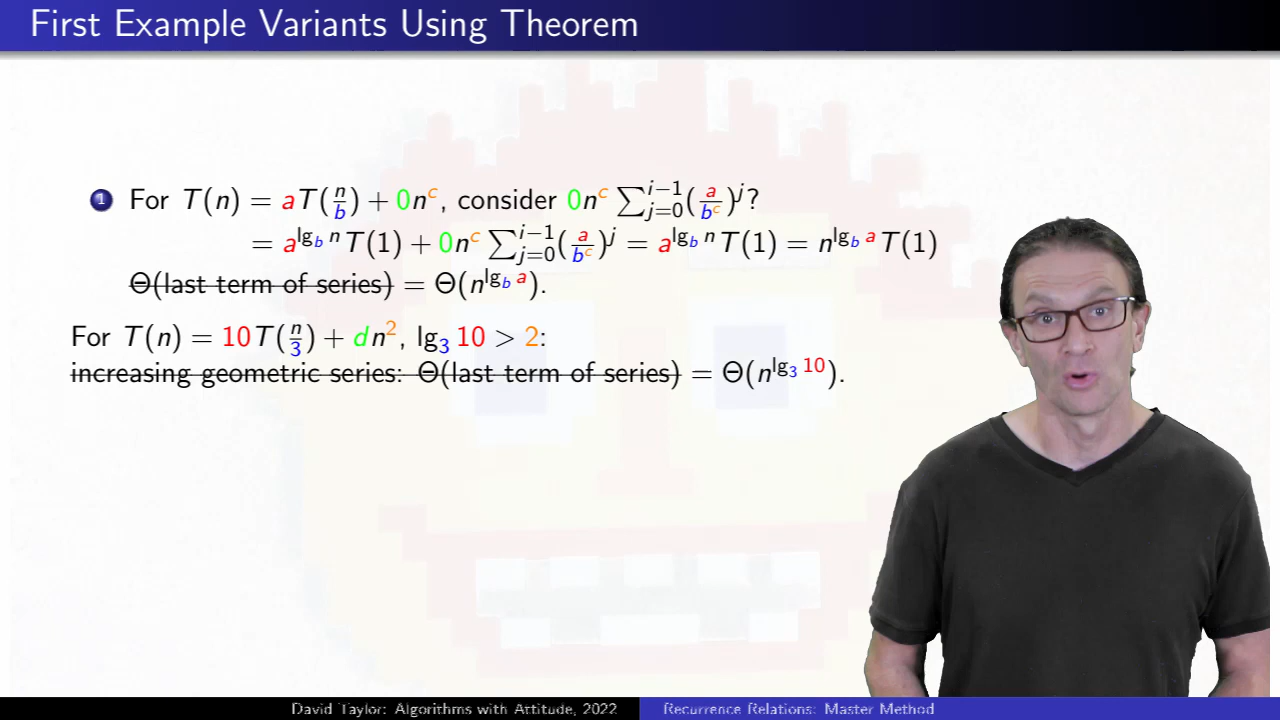 First Example Variants Using Theorem
1 For T(n) = aT(n/b) + 0n^c, consider 0n^c ∑_{j=0}^{i−1}(a/b^c)^j?
= a^{lg_b n}T(1) + 0n^c ∑_{j=0}^{i−1}(a/b^c)^j = a^{lg_b n}T(1) = n^{lg_b a}T(1)
Θ(last term of series) = Θ(n^{lg_b a}).
For T(n) = 10T(n/3) + dn^2, lg_3 10 > 2:
increasing geometric series: Θ(last term of series) = Θ(n^{lg_3 10}).
David Taylor: Algorithms with Attitude, 2022 Recurrence Relations: Master Method